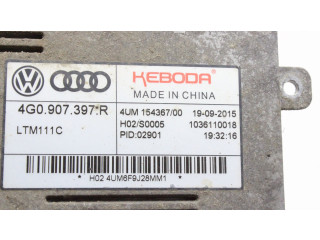 KEBODA
MADE IN CHINA
4G0.907.397.R
4UM 154367/00 19-09-2015
LTM111C
H02/S0005 1036110018
PID:02901 19:32:16
* H02 4UM6F9J28MM1 *